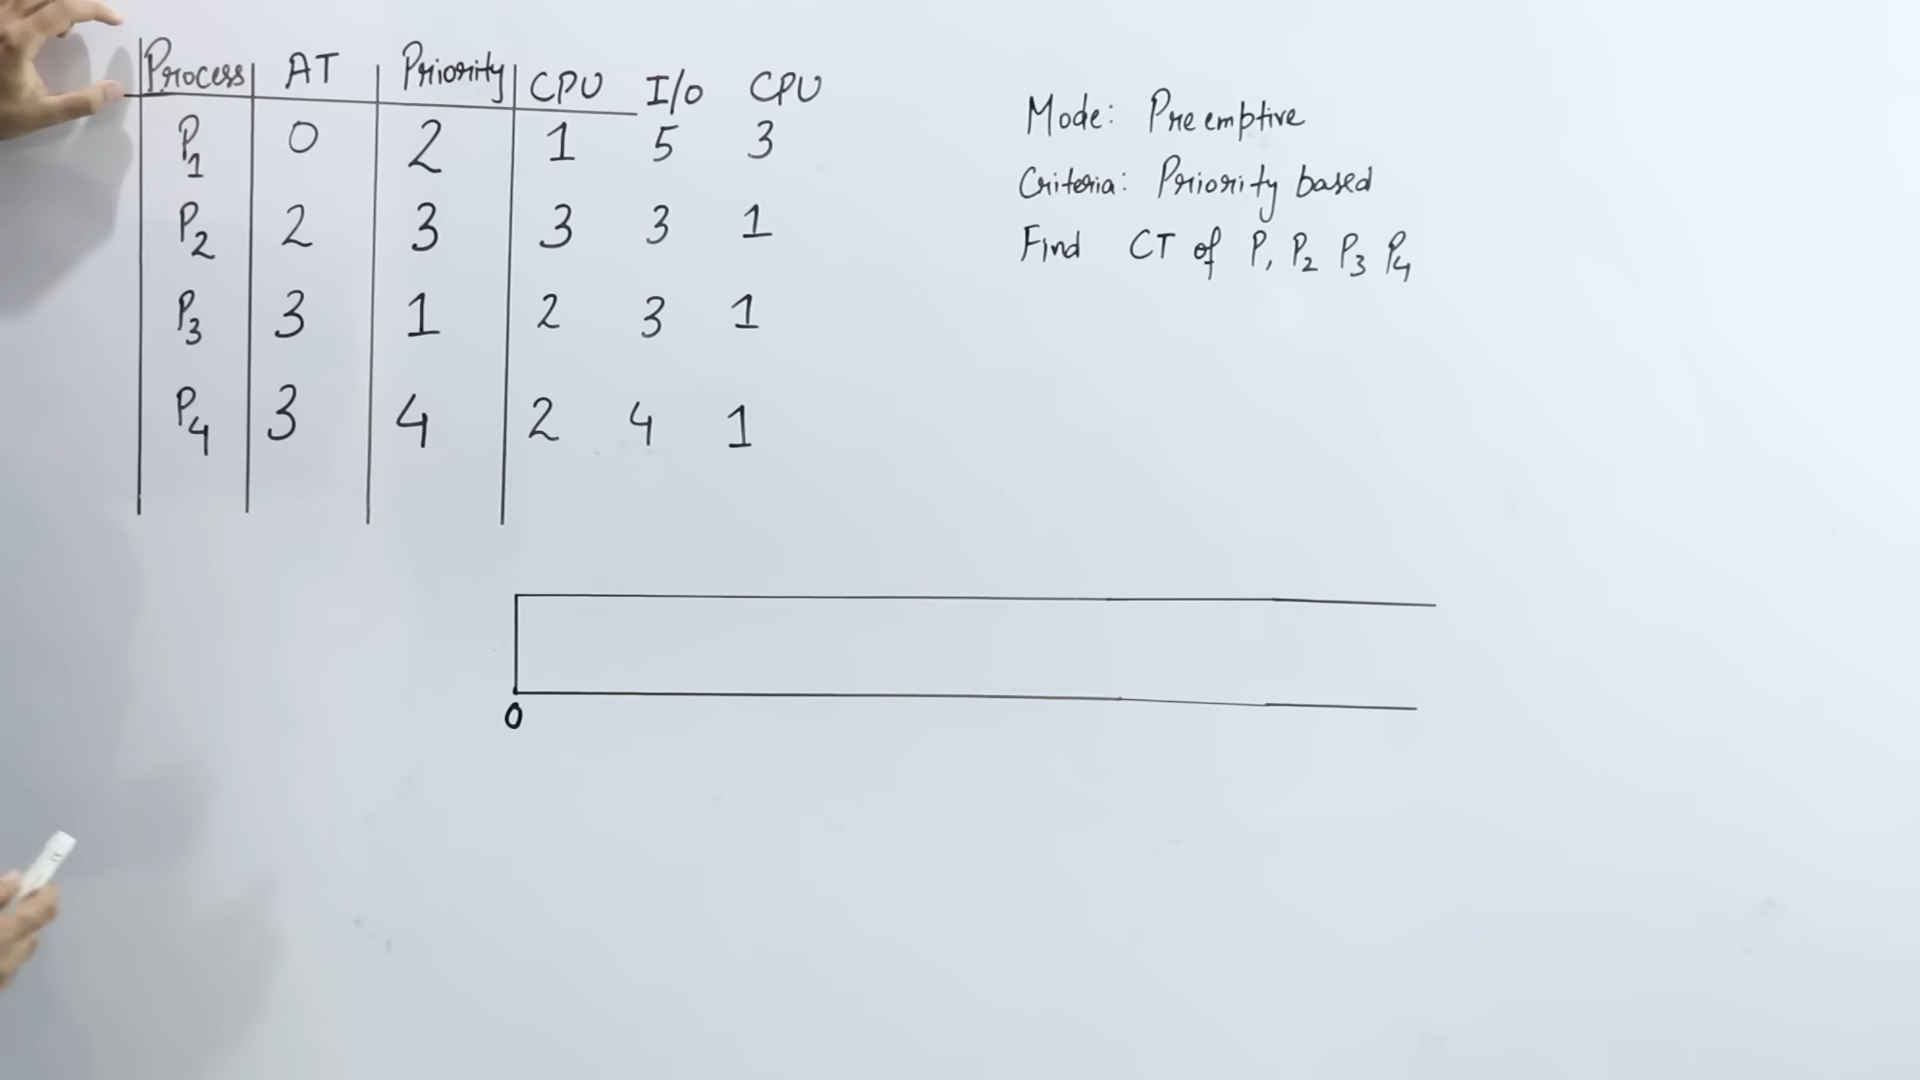 Process AT Priority CPU I/O CPU
P1 0 2 1 5 3
P2 2 3 3 3 1
P3 3 1 2 3 1
P4 3 4 2 4 1
Mode: Preemptive
Criteria: Priority based
Find CT of P1 P2 P3 P4
0